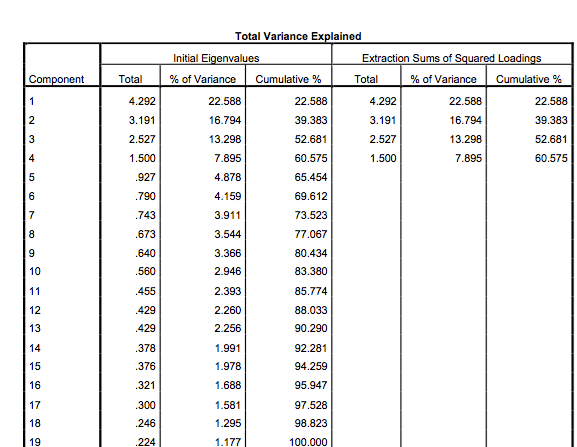 Total Variance Explained
Initial Eigenvalues Extraction Sums of Squared Loadings
Component Total % of Variance Cumulative % Total % of Variance Cumulative %
1 4.292 22.588 22.588 4.292 22.588 22.588
2 3.191 16.794 39.383 3.191 16.794 39.383
3 2.527 13.298 52.681 2.527 13.298 52.681
4 1.500 7.895 60.575 1.500 7.895 60.575
5 .927 4.878 65.454
6 .790 4.159 69.612
7 .743 3.911 73.523
8 .673 3.544 77.067
9 .640 3.366 80.434
10 .560 2.946 83.380
11 .455 2.393 85.774
12 .429 2.260 88.033
13 .429 2.256 90.290
14 .378 1.991 92.281
15 .376 1.978 94.259
16 .321 1.688 95.947
17 .300 1.581 97.528
18 .246 1.295 98.823
19 .224 1.177 100.000